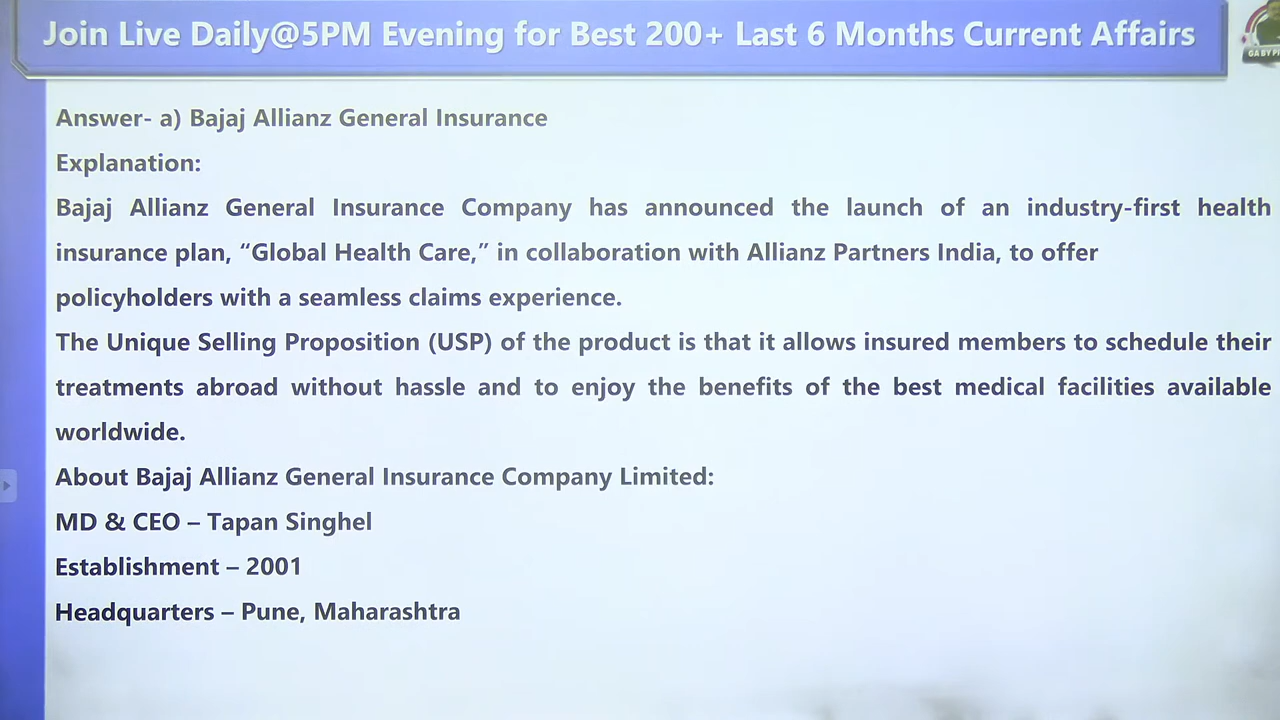 Join Live Daily@5PM Evening for Best 200+ Last 6 Months Current Affairs
Answer- a) Bajaj Allianz General Insurance
Explanation:
Bajaj Allianz General Insurance Company has announced the launch of an industry-first health
insurance plan, “Global Health Care,” in collaboration with Allianz Partners India, to offer
policyholders with a seamless claims experience.
The Unique Selling Proposition (USP) of the product is that it allows insured members to schedule their
treatments abroad without hassle and to enjoy the benefits of the best medical facilities available
worldwide.
About Bajaj Allianz General Insurance Company Limited:
MD & CEO – Tapan Singhel
Establishment – 2001
Headquarters – Pune, Maharashtra